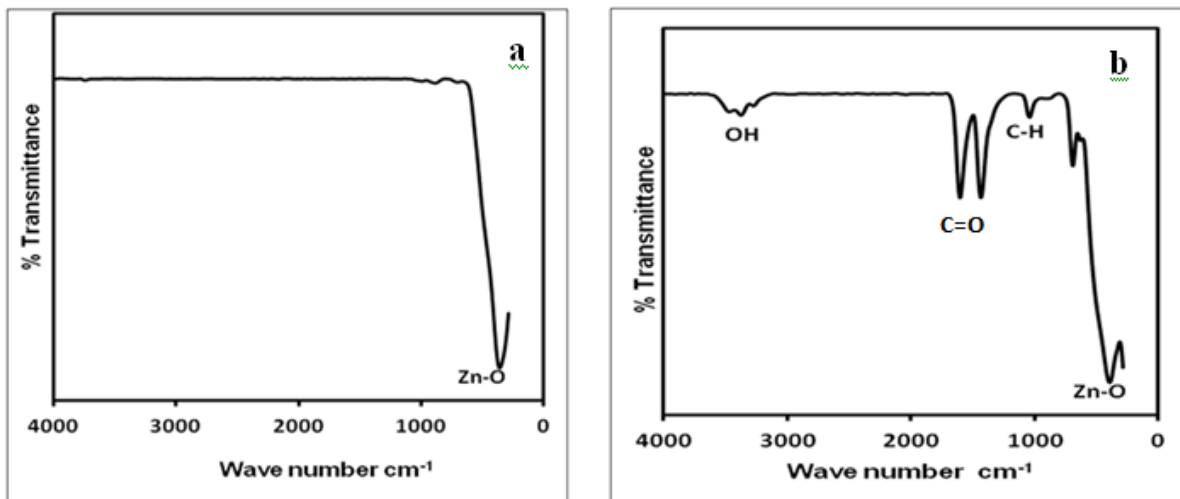 a
% Transmittance
Zn-O
4000 3000 2000 1000 0
Wave number cm⁻¹
b
% Transmittance
OH
C=O
C-H
Zn-O
4000 3000 2000 1000 0
Wave number cm⁻¹